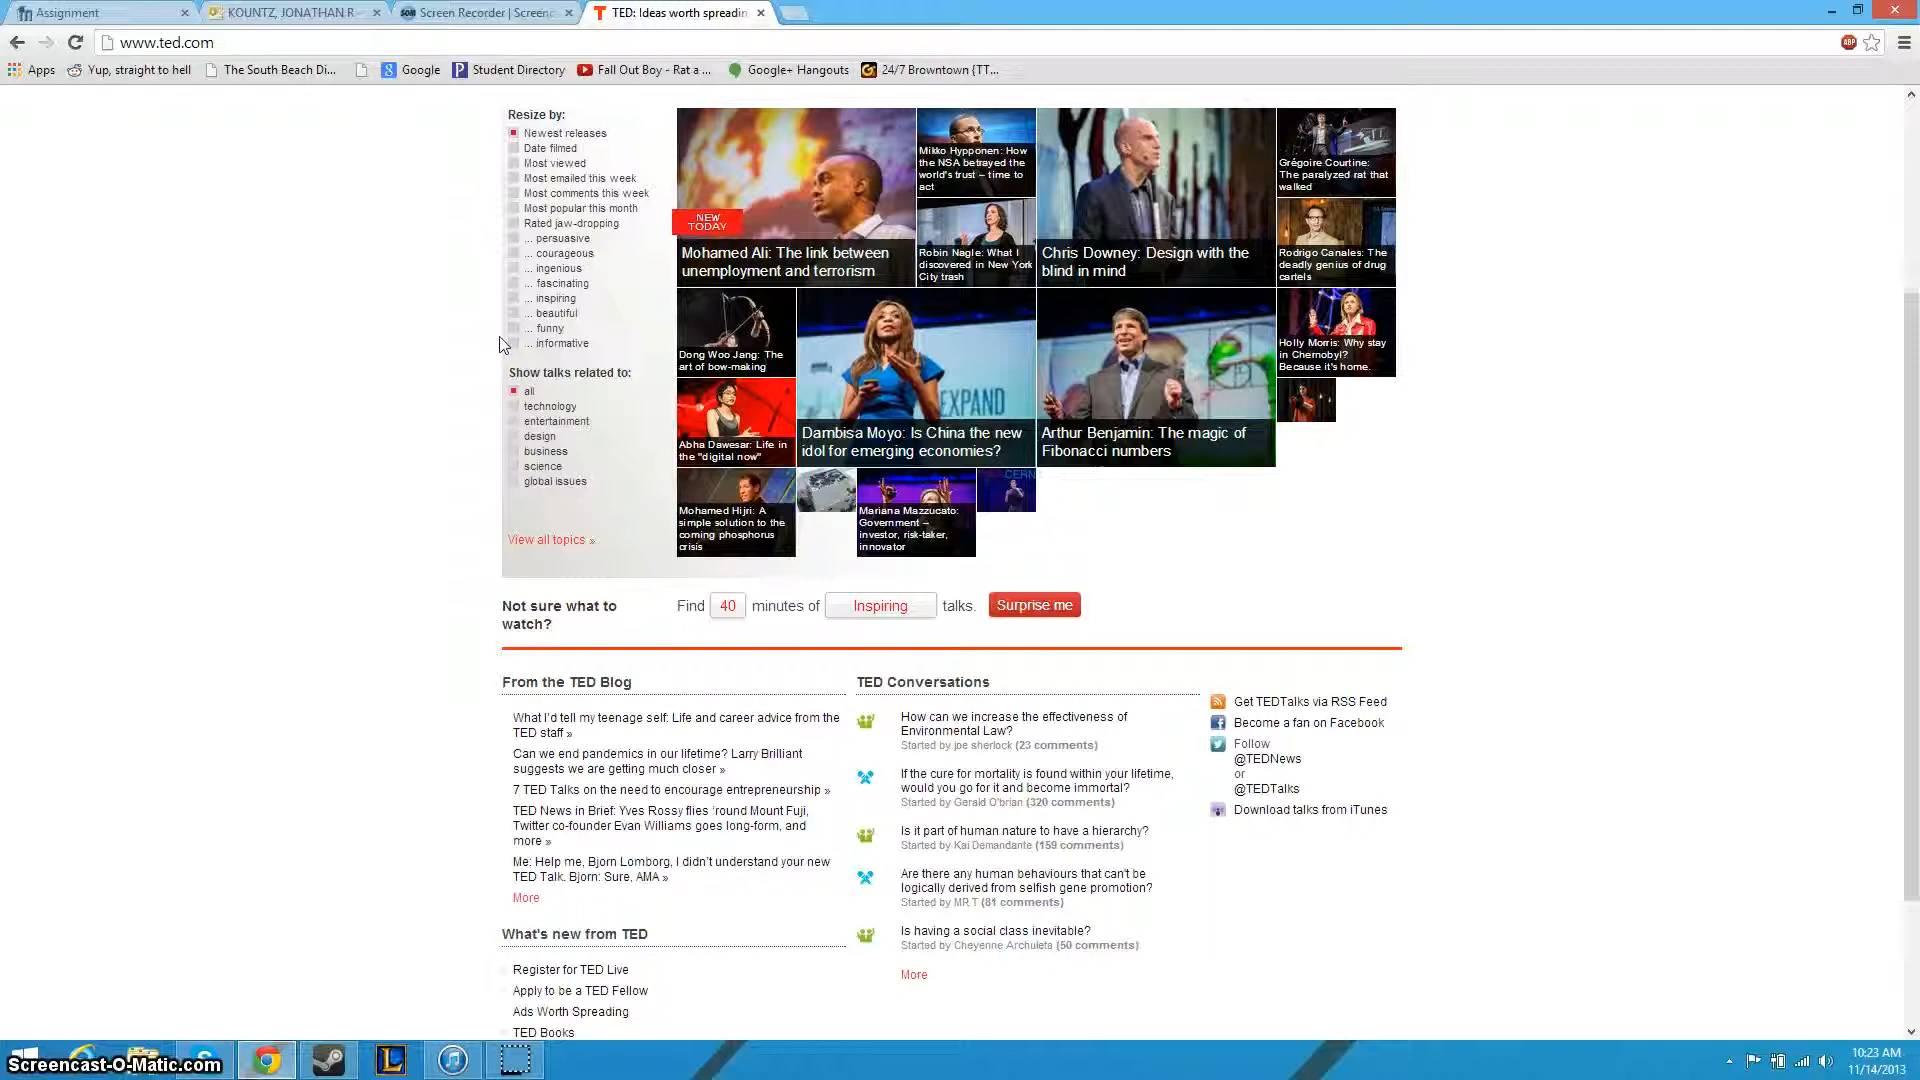 Assignment
KOUNTZ, JONATHAN R
SOM Screen Recorder | Screenc
TED: Ideas worth spreadin
www.ted.com
ABP
Apps
Yup, straight to hell
The South Beach Di...
Google
Student Directory
Fall Out Boy - Rat a ...
Google+ Hangouts
24/7 Browntown {TT...
Resize by:
Newest releases
Date filmed
Most viewed
Most emailed this week
Most comments this week
Most popular this month
Rated jaw-dropping
... persuasive
... courageous
... ingenious
... fascinating
... inspiring
... beautiful
... funny
... informative
Show talks related to:
all
technology
entertainment
design
business
science
global issues
View all topics »
NEW
TODAY
Mohamed Ali: The link between
unemployment and terrorism
Mikko Hypponen: How
the NSA betrayed the
world's trust – time to
act
Robin Nagle: What I
discovered in New York
City trash
Chris Downey: Design with the
blind in mind
Grégoire Courtine:
The paralyzed rat that
walked
Rodrigo Canales: The
deadly genius of drug
cartels
Dong Woo Jang: The
art of bow-making
Abha Dawesar: Life in
the "digital now"
EXPAND
Dambisa Moyo: Is China the new
idol for emerging economies?
Arthur Benjamin: The magic of
Fibonacci numbers
Holly Morris: Why stay
in Chernobyl?
Because it's home.
Mohamed Hijri: A
simple solution to the
coming phosphorus
crisis
Mariana Mazzucato:
Government –
investor, risk-taker,
innovator
CERN
Not sure what to
watch?
Find 40 minutes of Inspiring talks. Surprise me
From the TED Blog
What I'd tell my teenage self: Life and career advice from the
TED staff »
Can we end pandemics in our lifetime? Larry Brilliant
suggests we are getting much closer »
7 TED Talks on the need to encourage entrepreneurship »
TED News in Brief: Yves Rossy flies 'round Mount Fuji,
Twitter co-founder Evan Williams goes long-form, and
more »
Me: Help me, Bjorn Lomborg, I didn't understand your new
TED Talk. Bjorn: Sure, AMA »
More
What's new from TED
Register for TED Live
Apply to be a TED Fellow
Ads Worth Spreading
TED Books
TED Conversations
How can we increase the effectiveness of
Environmental Law?
Started by joe sherlock (23 comments)
If the cure for mortality is found within your lifetime,
would you go for it and become immortal?
Started by Gerald O'brian (320 comments)
Is it part of human nature to have a hierarchy?
Started by Kai Demandante (159 comments)
Are there any human behaviours that can't be
logically derived from selfish gene promotion?
Started by MR T (81 comments)
Is having a social class inevitable?
Started by Cheyenne Archuleta (50 comments)
More
Get TEDTalks via RSS Feed
Become a fan on Facebook
Follow
@TEDNews
or
@TEDTalks
Download talks from iTunes
Screencast-O-Matic.com
10:23 AM
11/14/2013